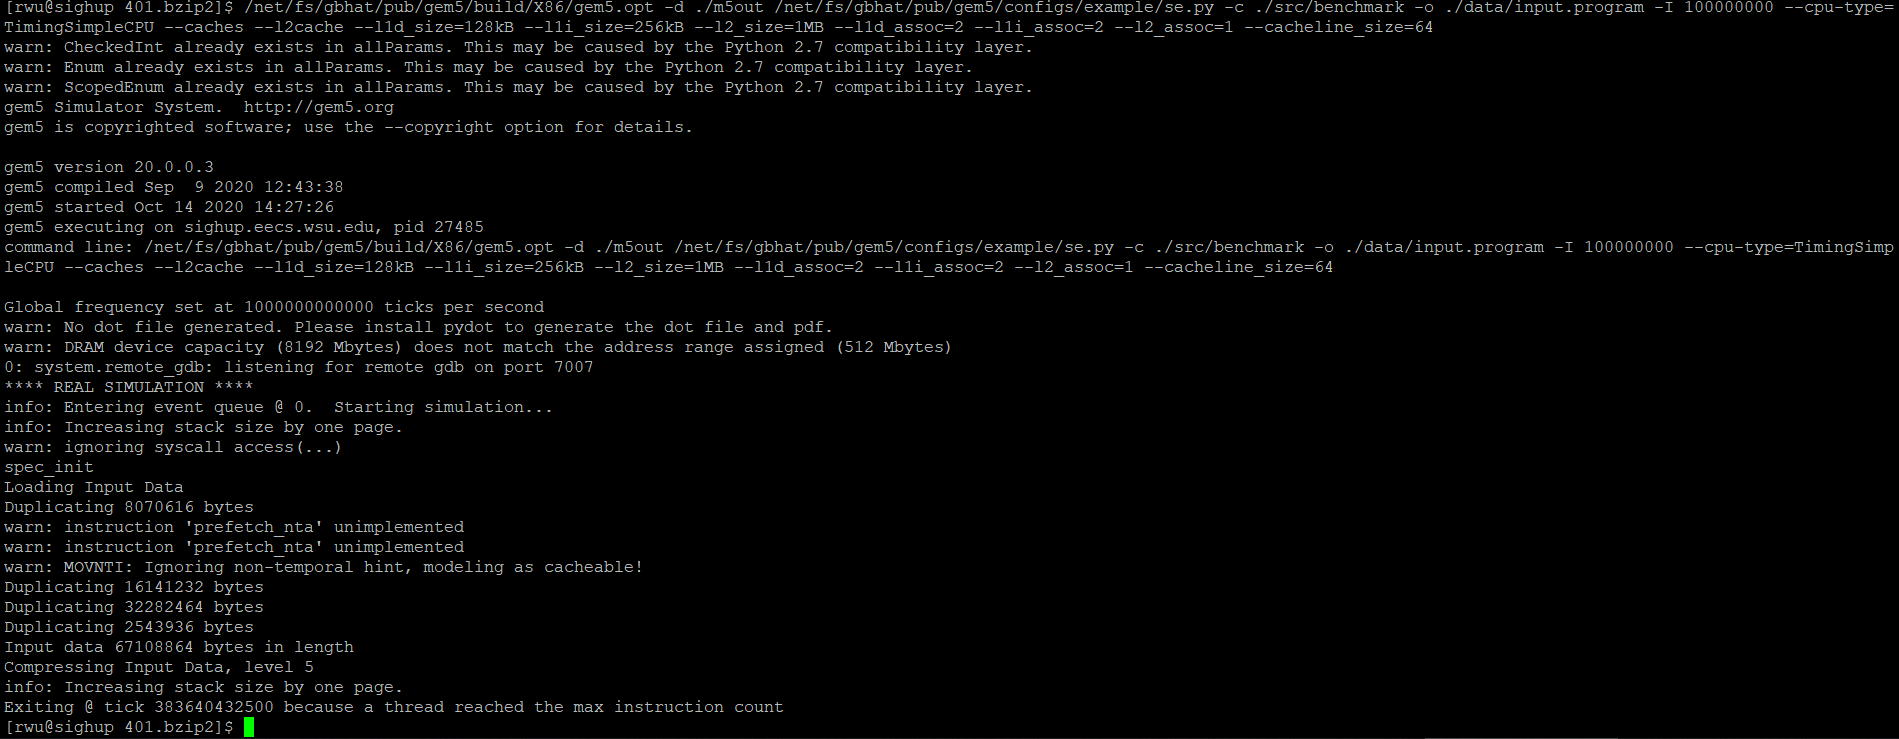 [rwu@sighup 401.bzip2]$ /net/fs/gbhat/pub/gem5/build/X86/gem5.opt -d ./m5out /net/fs/gbhat/pub/gem5/configs/example/se.py -c ./src/benchmark -o ./data/input.program -I 100000000 --cpu-type=
TimingSimpleCPU --caches --l2cache --l1d_size=128kB --l1i_size=256kB --l2_size=1MB --l1d_assoc=2 --l1i_assoc=2 --l2_assoc=1 --cacheline_size=64
warn: CheckedInt already exists in allParams. This may be caused by the Python 2.7 compatibility layer.
warn: Enum already exists in allParams. This may be caused by the Python 2.7 compatibility layer.
warn: ScopedEnum already exists in allParams. This may be caused by the Python 2.7 compatibility layer.
gem5 Simulator System.  http://gem5.org
gem5 is copyrighted software; use the --copyright option for details.

gem5 version 20.0.0.3
gem5 compiled Sep  9 2020 12:43:38
gem5 started Oct 14 2020 14:27:26
gem5 executing on sighup.eecs.wsu.edu, pid 27485
command line: /net/fs/gbhat/pub/gem5/build/X86/gem5.opt -d ./m5out /net/fs/gbhat/pub/gem5/configs/example/se.py -c ./src/benchmark -o ./data/input.program -I 100000000 --cpu-type=TimingSimp
leCPU --caches --l2cache --l1d_size=128kB --l1i_size=256kB --l2_size=1MB --l1d_assoc=2 --l1i_assoc=2 --l2_assoc=1 --cacheline_size=64

Global frequency set at 1000000000000 ticks per second
warn: No dot file generated. Please install pydot to generate the dot file and pdf.
warn: DRAM device capacity (8192 Mbytes) does not match the address range assigned (512 Mbytes)
0: system.remote_gdb: listening for remote gdb on port 7007
**** REAL SIMULATION ****
info: Entering event queue @ 0.  Starting simulation...
info: Increasing stack size by one page.
warn: ignoring syscall access(...)
spec_init
Loading Input Data
Duplicating 8070616 bytes
warn: instruction 'prefetch_nta' unimplemented
warn: instruction 'prefetch_nta' unimplemented
warn: MOVNTI: Ignoring non-temporal hint, modeling as cacheable!
Duplicating 16141232 bytes
Duplicating 32282464 bytes
Duplicating 2543936 bytes
Input data 67108864 bytes in length
Compressing Input Data, level 5
info: Increasing stack size by one page.
Exiting @ tick 383640432500 because a thread reached the max instruction count
[rwu@sighup 401.bzip2]$